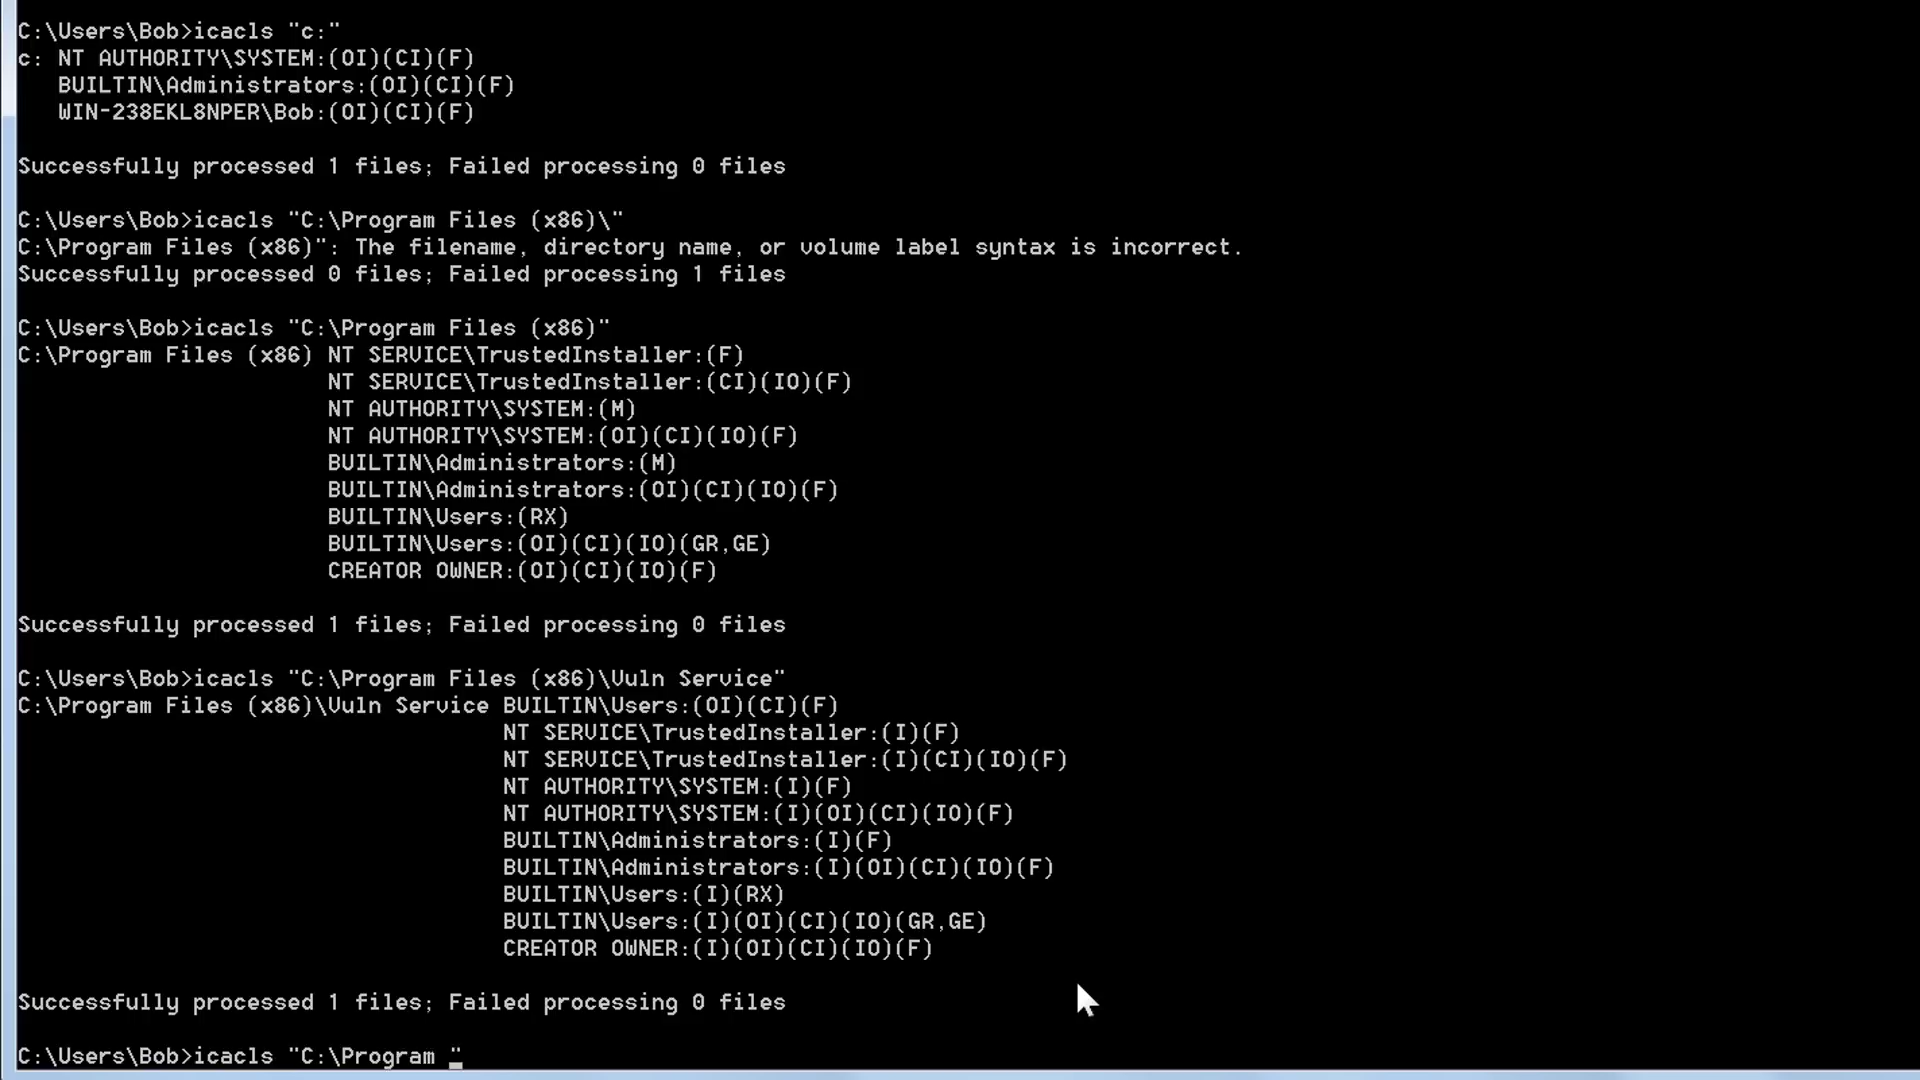 C:\Users\Bob>icacls "c:"
c: NT AUTHORITY\SYSTEM:(OI)(CI)(F)
   BUILTIN\Administrators:(OI)(CI)(F)
   WIN-238EKL8NPER\Bob:(OI)(CI)(F)

Successfully processed 1 files; Failed processing 0 files

C:\Users\Bob>icacls "C:\Program Files (x86)\"
C:\Program Files (x86)": The filename, directory name, or volume label syntax is incorrect.
Successfully processed 0 files; Failed processing 1 files

C:\Users\Bob>icacls "C:\Program Files (x86)"
C:\Program Files (x86) NT SERVICE\TrustedInstaller:(F)
                       NT SERVICE\TrustedInstaller:(CI)(IO)(F)
                       NT AUTHORITY\SYSTEM:(M)
                       NT AUTHORITY\SYSTEM:(OI)(CI)(IO)(F)
                       BUILTIN\Administrators:(M)
                       BUILTIN\Administrators:(OI)(CI)(IO)(F)
                       BUILTIN\Users:(RX)
                       BUILTIN\Users:(OI)(CI)(IO)(GR,GE)
                       CREATOR OWNER:(OI)(CI)(IO)(F)

Successfully processed 1 files; Failed processing 0 files

C:\Users\Bob>icacls "C:\Program Files (x86)\Vuln Service"
C:\Program Files (x86)\Vuln Service BUILTIN\Users:(OI)(CI)(F)
                                    NT SERVICE\TrustedInstaller:(I)(F)
                                    NT SERVICE\TrustedInstaller:(I)(CI)(IO)(F)
                                    NT AUTHORITY\SYSTEM:(I)(F)
                                    NT AUTHORITY\SYSTEM:(I)(OI)(CI)(IO)(F)
                                    BUILTIN\Administrators:(I)(F)
                                    BUILTIN\Administrators:(I)(OI)(CI)(IO)(F)
                                    BUILTIN\Users:(I)(RX)
                                    BUILTIN\Users:(I)(OI)(CI)(IO)(GR,GE)
                                    CREATOR OWNER:(I)(OI)(CI)(IO)(F)

Successfully processed 1 files; Failed processing 0 files

C:\Users\Bob>icacls "C:\Program "